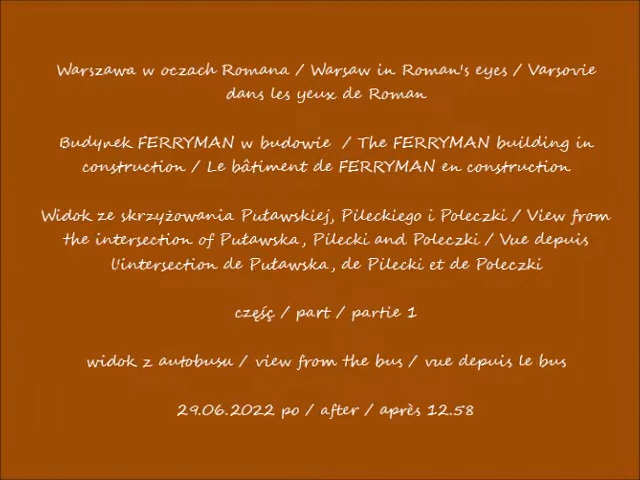 Warszawa w oczach Romana / Warsaw in Roman's eyes / Varsovie
dans les yeux de Roman
Budynek FERRYMAN w budowie / The FERRYMAN building in
construction / Le bâtiment de FERRYMAN en construction
Widok ze skrzyżowania Puławskiej, Pileckiego i Poleczki / View from
the intersection of Puławska, Pilecki and Poleczki / Vue depuis
l'intersection de Puławska, de Pilecki et de Poleczki
częśç / part / partie 1
widok z autobusu / view from the bus / vue depuis le bus
29.06.2022 po / after / après 12.58